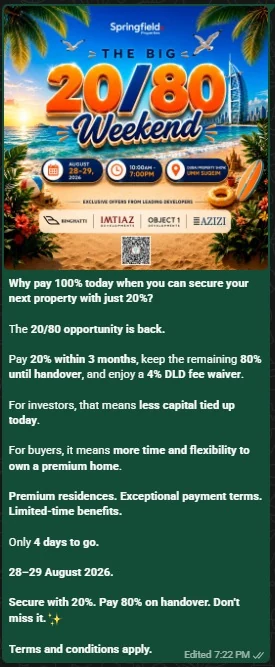 Springfield
Properties
THE BIG
20/80
Weekend
AUGUST
28-29,
2026
10:00AM -
7:00PM
UMM SUQEIM
EXCLUSIVE OFFERS FROM LEADING DEVELOPERS
BINGHATTI
IMTIAZ
DEVELOPMENTS
OBJECT 1
AZIZI
DEVELOPMENTS
Why pay 100% today when you can secure your
next property with just 20%?
The 20/80 opportunity is back.
Pay 20% within 3 months, keep the remaining 80%
until handover, and enjoy a 4% DLD fee waiver.
For investors, that means less capital tied up
today.
For buyers, it means more time and flexibility to
own a premium home.
Premium residences. Exceptional payment terms.
Limited-time benefits.
Only 4 days to go.
28–29 August 2026.
Secure with 20%. Pay 80% on handover. Don't
miss it.✨
Terms and conditions apply.
Edited 7:22 PM